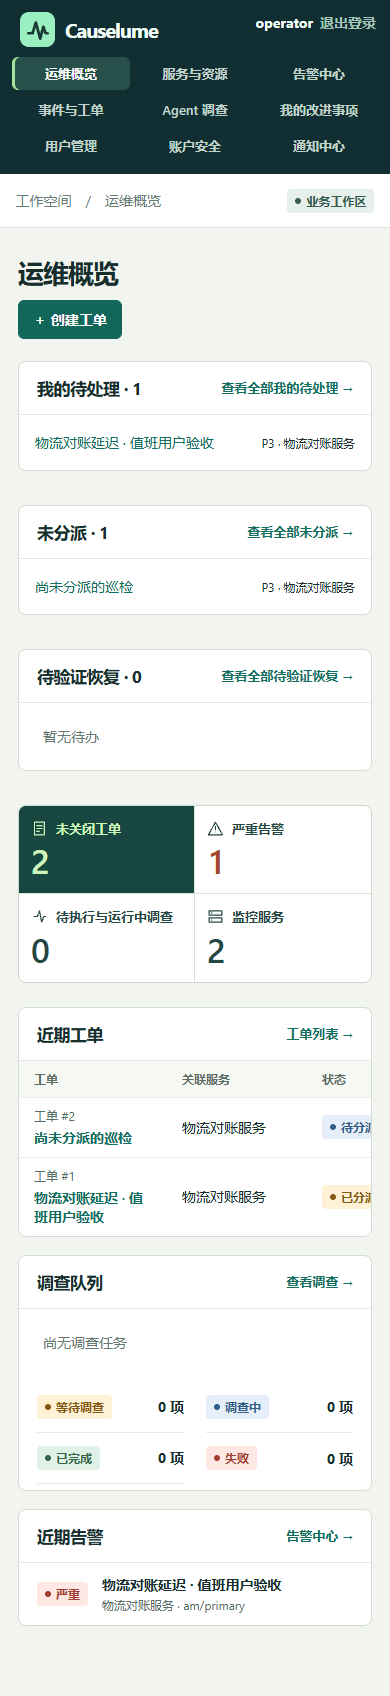 Causelume
operator 退出登录
运维概览 服务与资源 告警中心
事件与工单 Agent 调查 我的改进事项
用户管理 账户安全 通知中心
工作空间 / 运维概览 业务工作区
运维概览
+ 创建工单
我的待处理 · 1 查看全部我的待处理 →
物流对账延迟 · 值班用户验收 P3 · 物流对账服务
未分派 · 1 查看全部未分派 →
尚未分派的巡检 P3 · 物流对账服务
待验证恢复 · 0 查看全部待验证恢复 →
暂无待办
未关闭工单 严重告警
2 1
待执行与运行中调查 监控服务
0 2
近期工单 工单列表 →
工单 关联服务 状态
工单 #2
尚未分派的巡检 物流对账服务 待分派
工单 #1
物流对账延迟 · 值
班用户验收 物流对账服务 已分派
调查队列 查看调查 →
尚无调查任务
等待调查 0 项 调查中 0 项
已完成 0 项 失败 0 项
近期告警 告警中心 →
严重 物流对账延迟 · 值班用户验收
物流对账服务 · am/primary